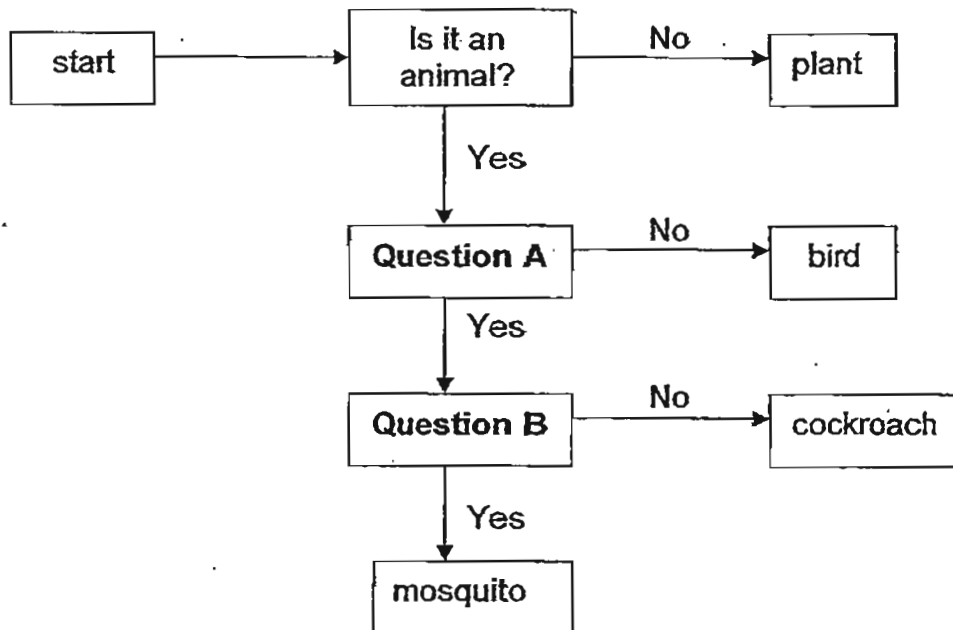 start
Is it an
animal?
No
plant
Yes
Question A
No
bird
Yes
Question B
No
cockroach
Yes
mosquito